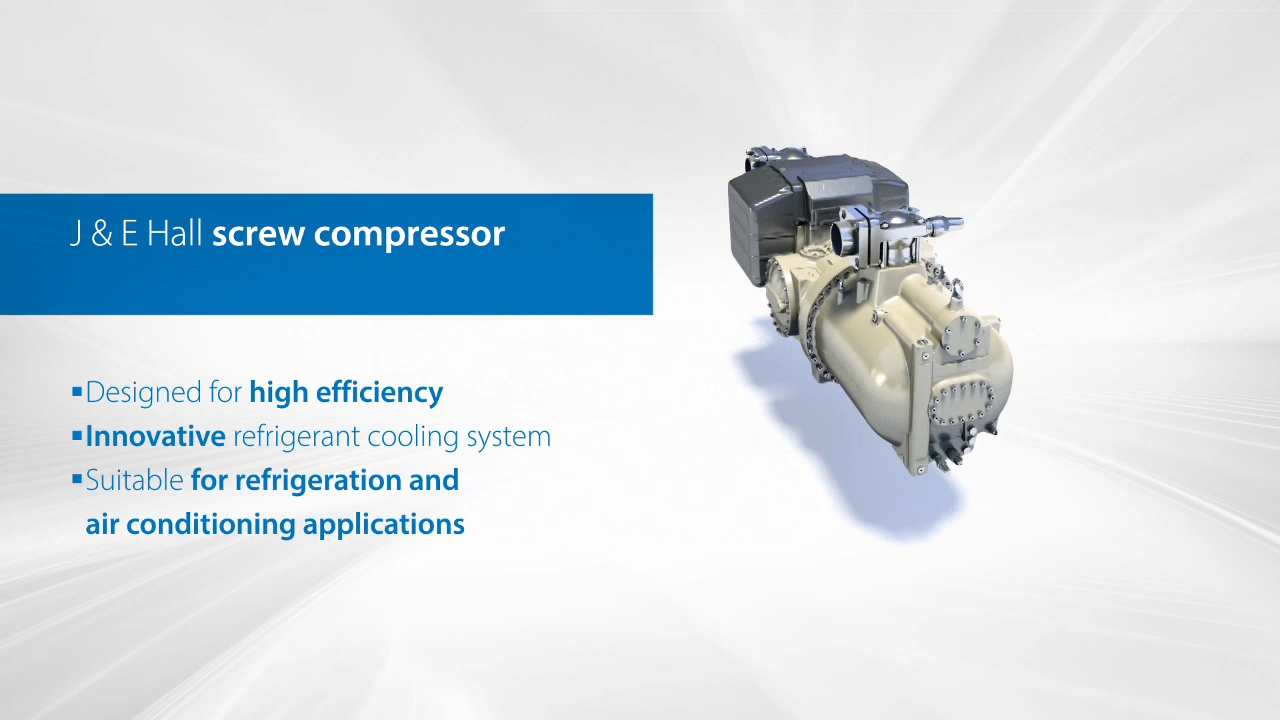 J & E Hall screw compressor
▪Designed for high efficiency
▪Innovative refrigerant cooling system
▪Suitable for refrigeration and
air conditioning applications